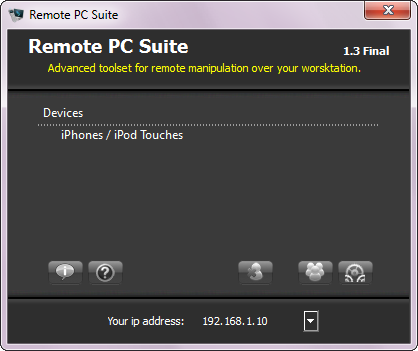 Remote PC Suite
Remote PC Suite
1.3 Final
Advanced toolset for remote manipulation over your worsktation.
Devices
iPhones / iPod Touches
Your ip address: 192.168.1.10